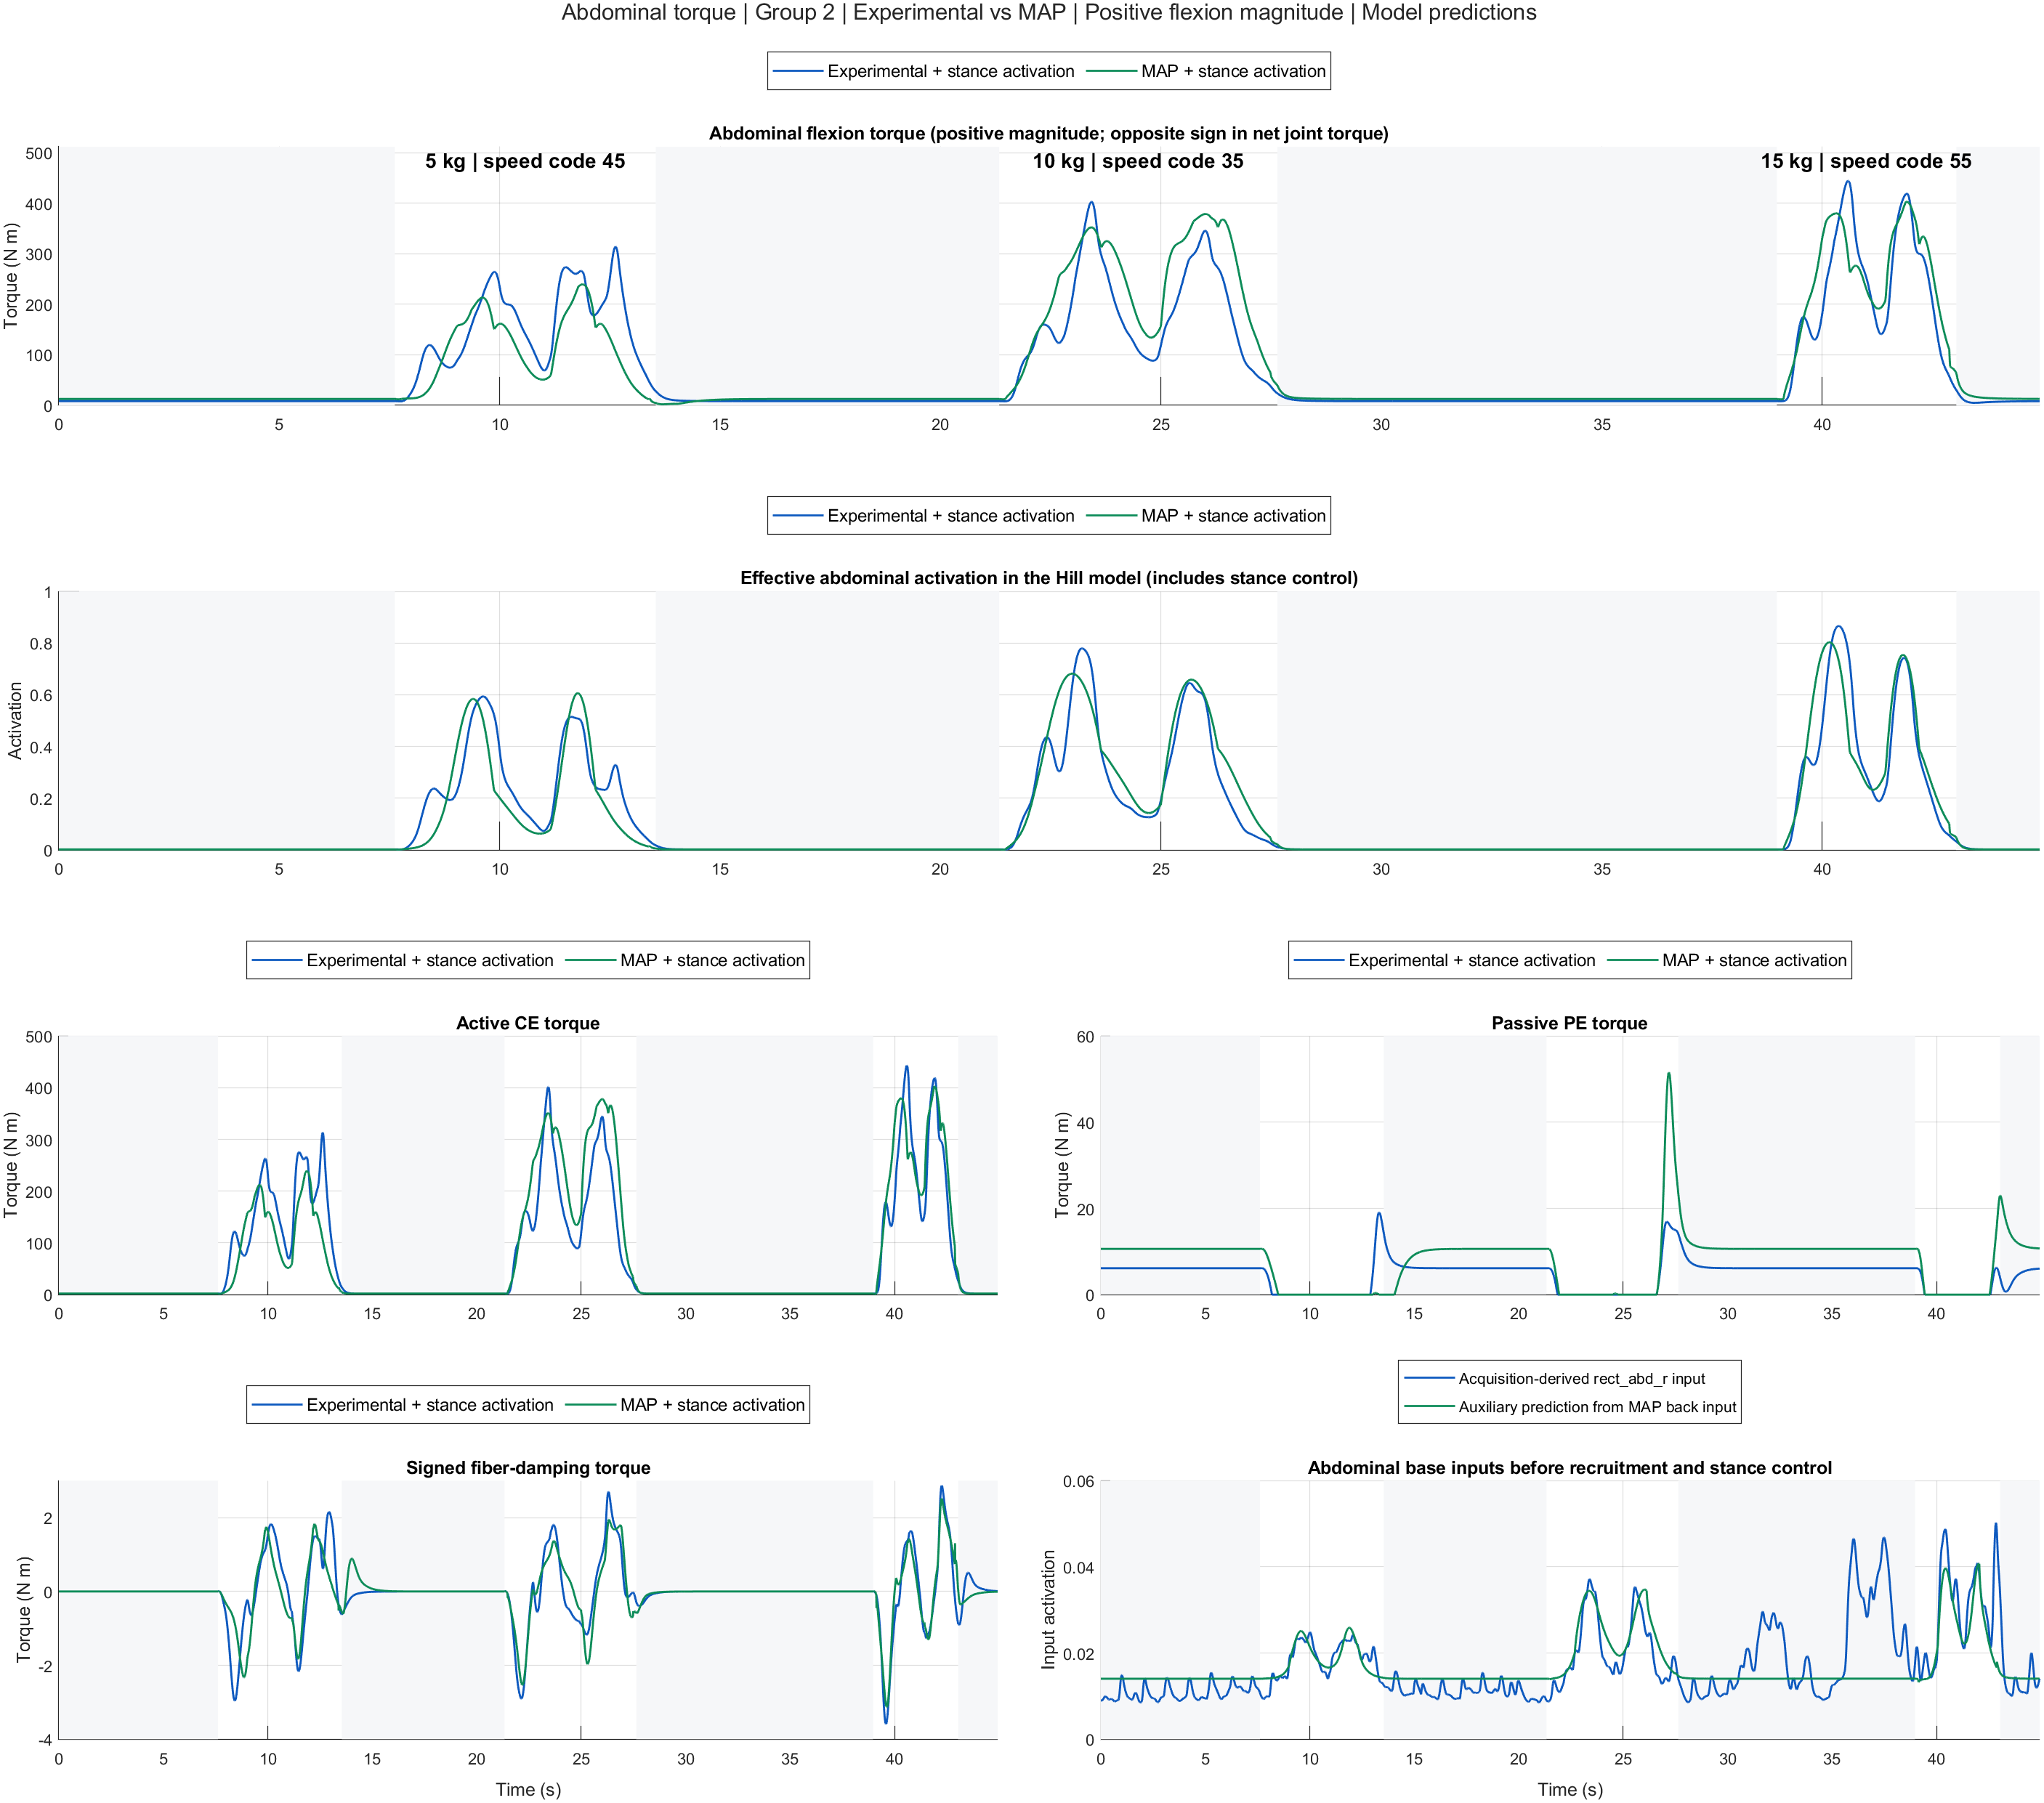 Abdominal torque | Group 2 | Experimental vs MAP | Positive flexion magnitude | Model predictions
Experimental + stance activation MAP + stance activation
Abdominal flexion torque (positive magnitude; opposite sign in net joint torque)
5 kg | speed code 45 10 kg | speed code 35 15 kg | speed code 55
Torque (N m)
500
400
300
200
100
0
0 5 10 15 20 25 30 35 40
Experimental + stance activation MAP + stance activation
Effective abdominal activation in the Hill model (includes stance control)
Activation
1
0.8
0.6
0.4
0.2
0
0 5 10 15 20 25 30 35 40
Experimental + stance activation MAP + stance activation
Active CE torque
Torque (N m)
500
400
300
200
100
0
0 5 10 15 20 25 30 35 40
Experimental + stance activation MAP + stance activation
Passive PE torque
Torque (N m)
60
40
20
0
0 5 10 15 20 25 30 35 40
Experimental + stance activation MAP + stance activation
Signed fiber-damping torque
Torque (N m)
2
0
-2
-4
0 5 10 15 20 25 30 35 40
Time (s)
Acquisition-derived rect_abd_r input
Auxiliary prediction from MAP back input
Abdominal base inputs before recruitment and stance control
Input activation
0.06
0.04
0.02
0
0 5 10 15 20 25 30 35 40
Time (s)